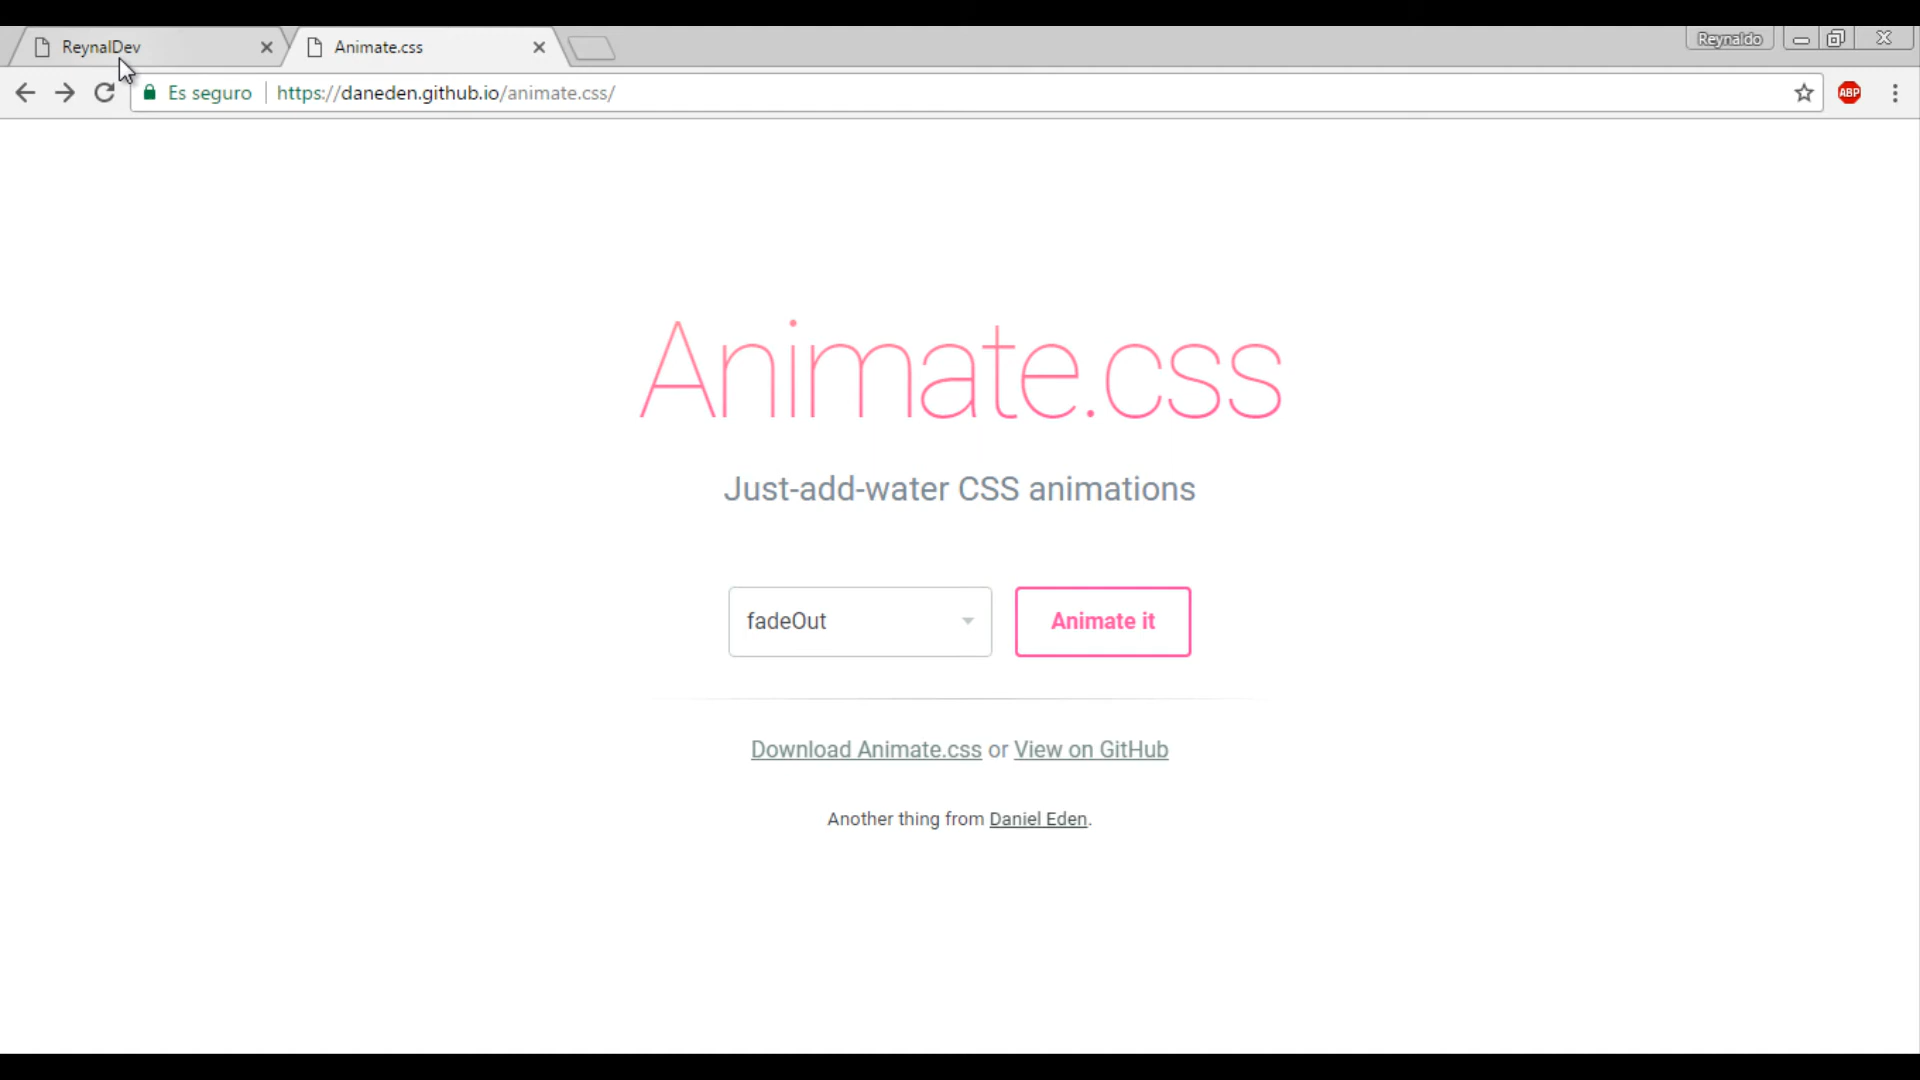 ReynalDev
Animate.css
Reynaldo
Es seguro
https://daneden.github.io/animate.css/
ABP
Animate.css
Just-add-water CSS animations
fadeOut
Animate it
Download Animate.css or View on GitHub
Another thing from Daniel Eden.